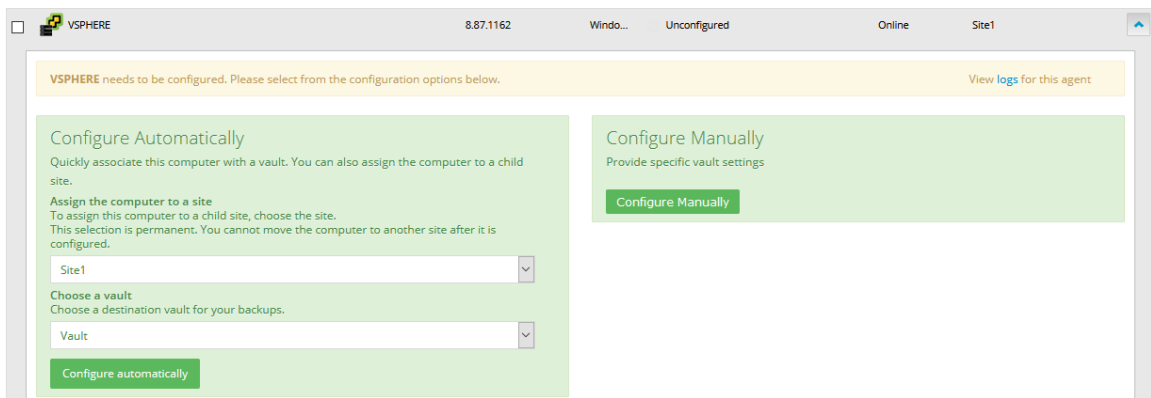 VSPHERE 8.87.1162 Windo... Unconfigured Online Site1
VSPHERE needs to be configured. Please select from the configuration options below. View logs for this agent
Configure Automatically
Quickly associate this computer with a vault. You can also assign the computer to a child
site.
Assign the computer to a site
To assign this computer to a child site, choose the site.
This selection is permanent. You cannot move the computer to another site after it is
configured.
Site1
Choose a vault
Choose a destination vault for your backups.
Vault
Configure automatically
Configure Manually
Provide specific vault settings
Configure Manually